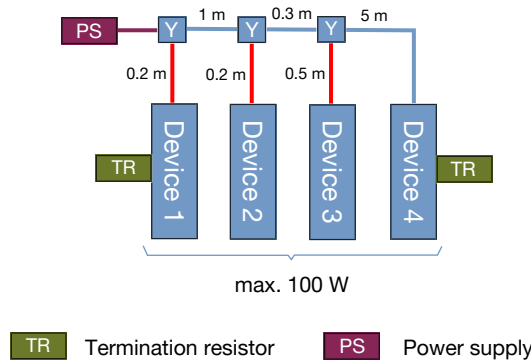 1 m 0.3 m 5 m
PS Y Y Y
0.2 m 0.2 m 0.5 m
Device 1
Device 2
Device 3
Device 4
TR TR
max. 100 W
TR Termination resistor PS Power supply